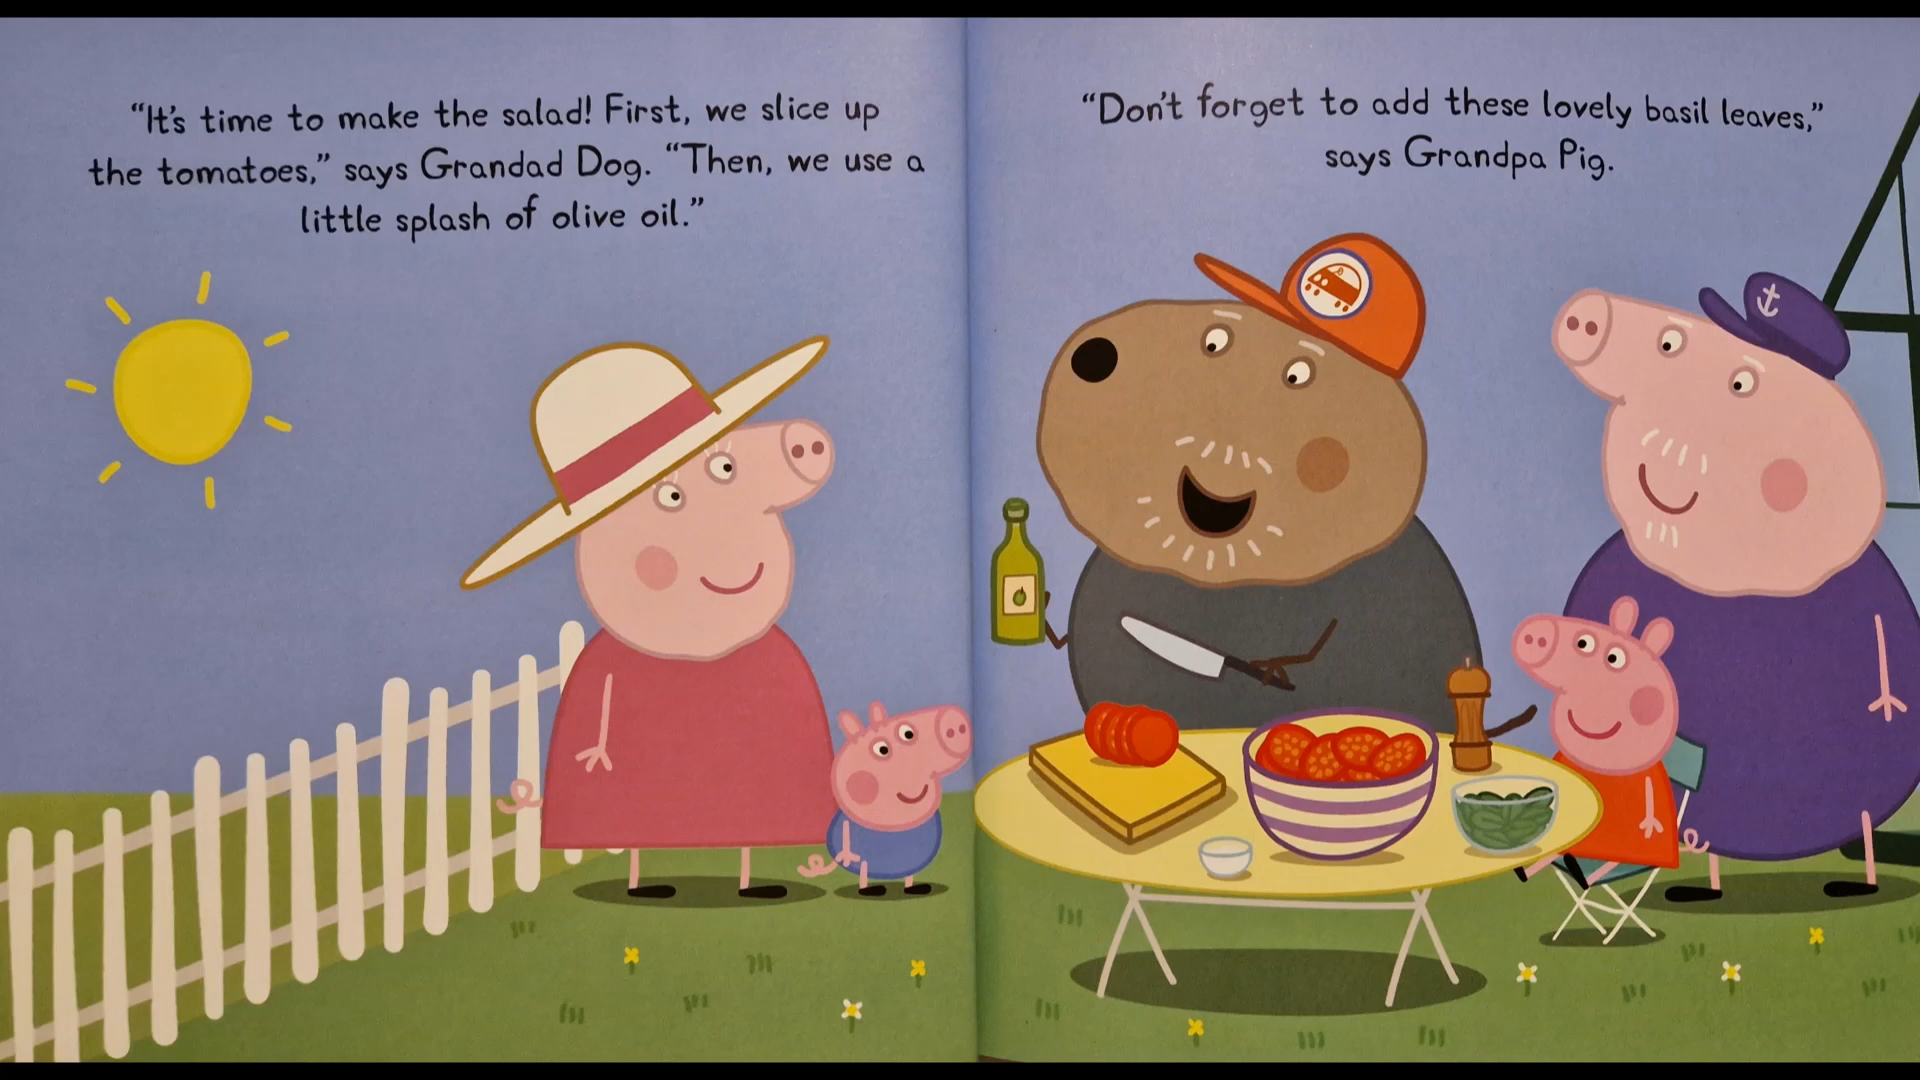 “It’s time to make the salad! First, we slice up
the tomatoes,” says Grandad Dog. “Then, we use a
little splash of olive oil.”
“Don’t forget to add these lovely basil leaves,”
says Grandpa Pig.